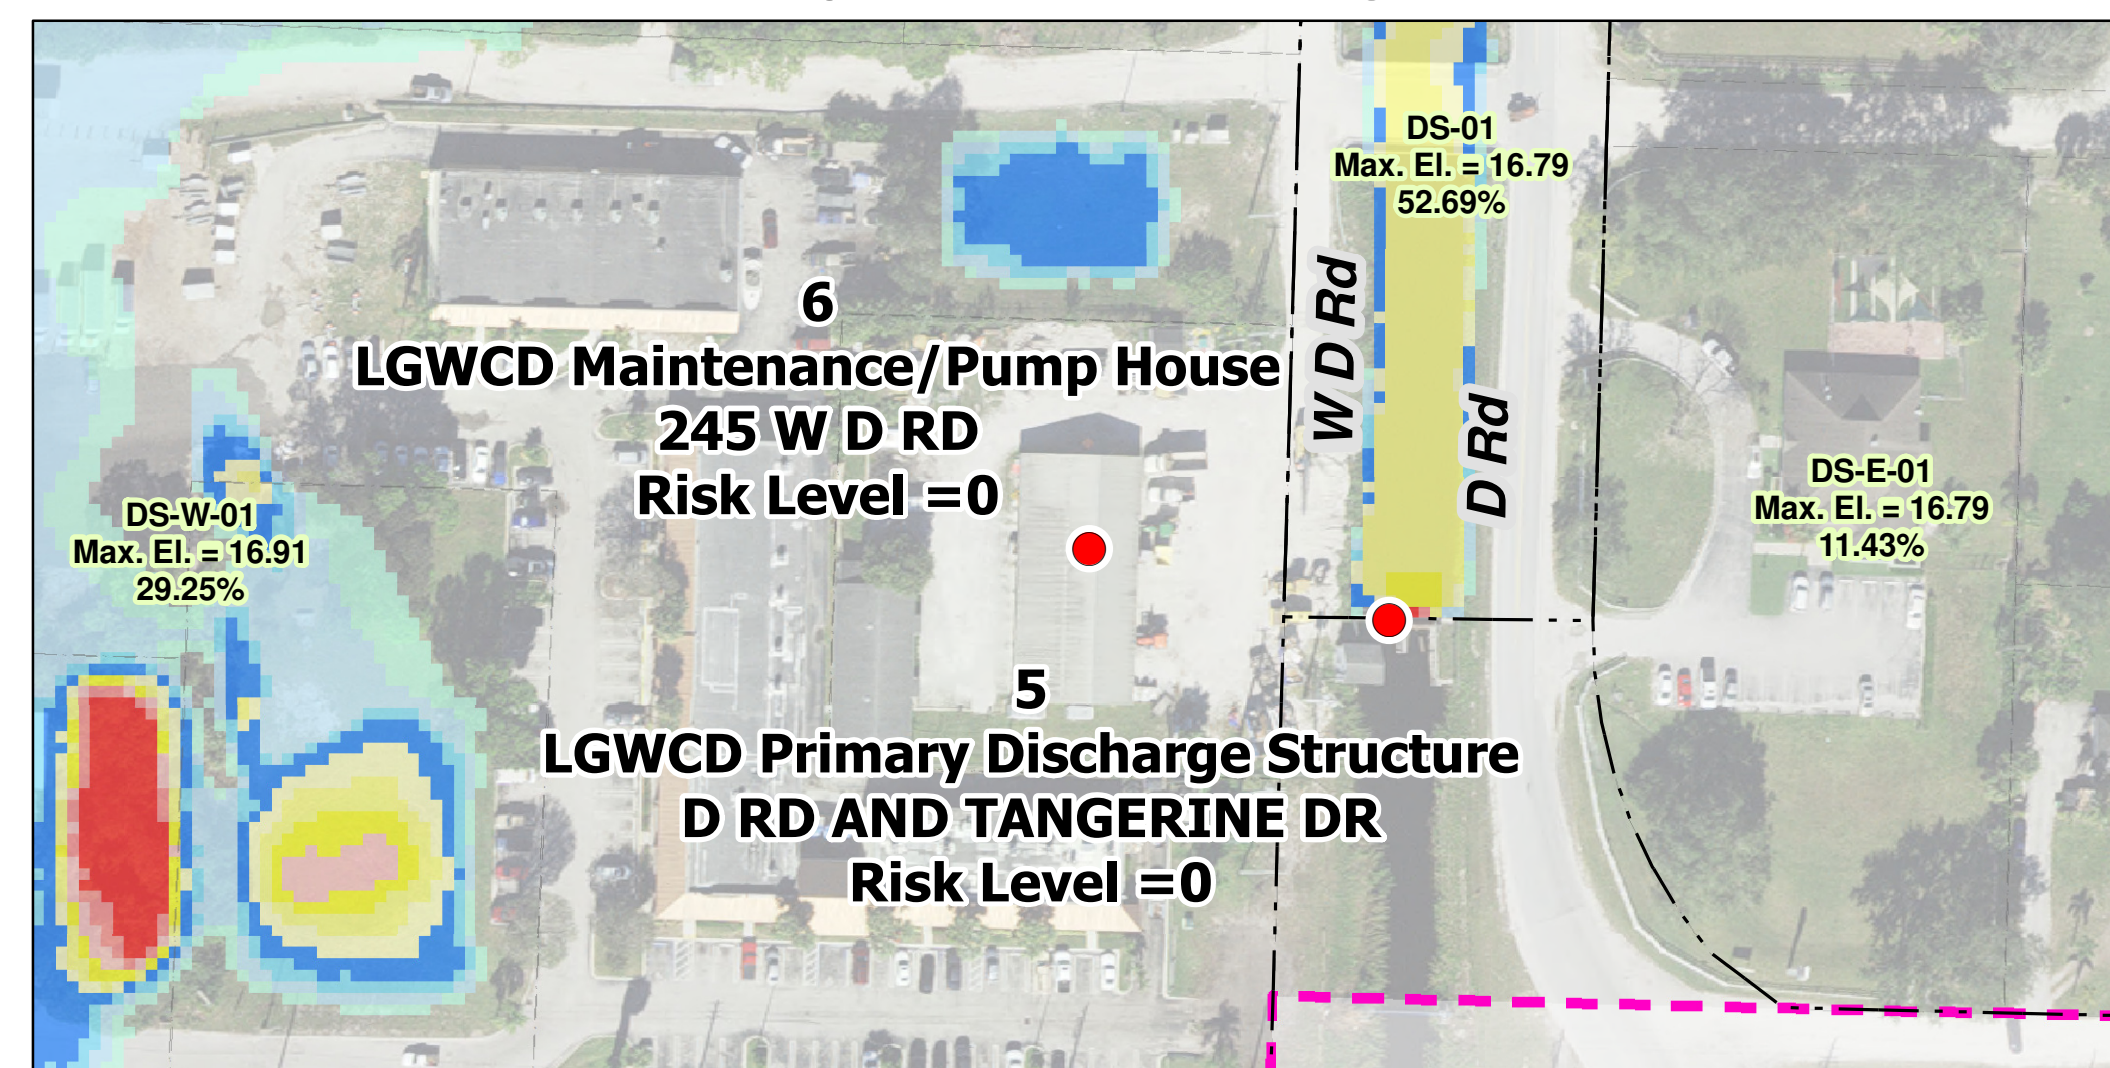 DS-01
Max. El. = 16.79
52.69%
6
LGWCD Maintenance/Pump House
245 W D RD
Risk Level =0
W D Rd
D Rd
DS-E-01
Max. El. = 16.79
11.43%
DS-W-01
Max. El. = 16.91
29.25%
5
LGWCD Primary Discharge Structure
D RD AND TANGERINE DR
Risk Level =0